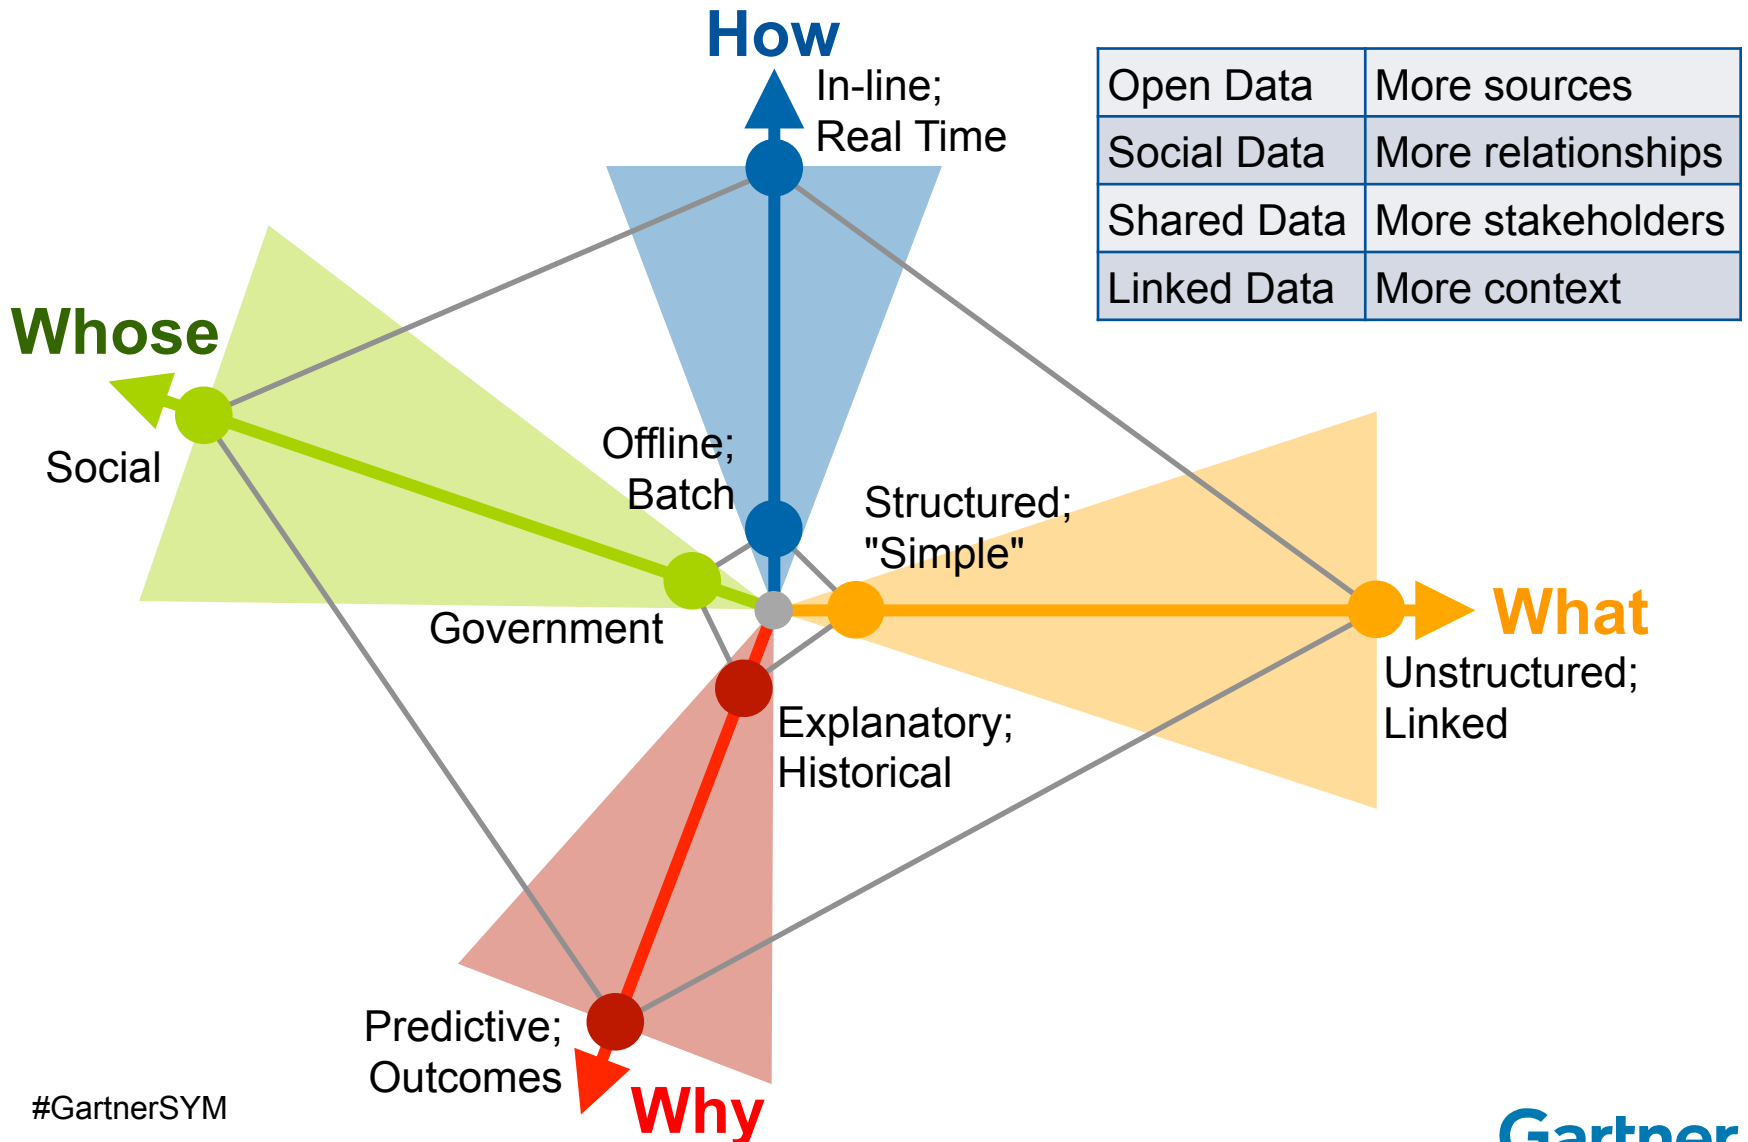 How
In-line;
Real Time
Open Data More sources
Social Data More relationships
Shared Data More stakeholders
Linked Data More context
Whose
Social
Offline;
Batch
Structured;
"Simple"
Government
What
Unstructured;
Linked
Explanatory;
Historical
Predictive;
Outcomes
Why
#GartnerSYM
Gartner